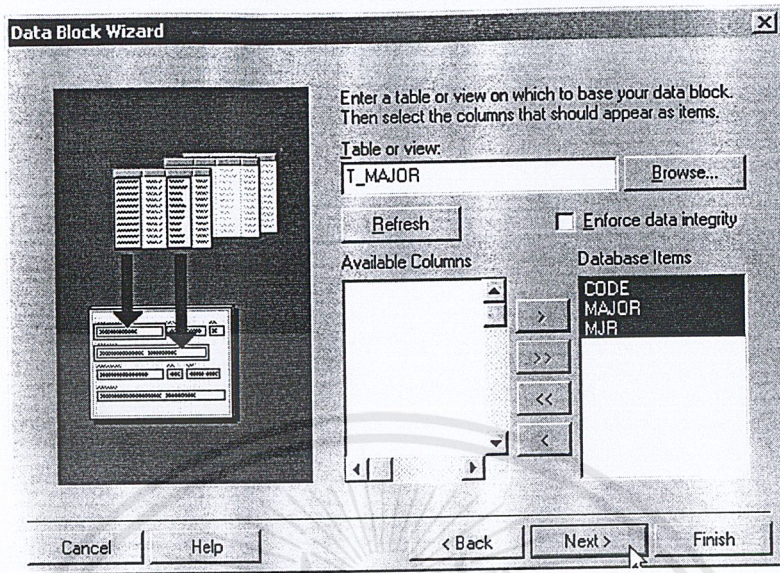 Data Block Wizard
Enter a table or view on which to base your data block.
Then select the columns that should appear as items.
Table or view:
T_MAJOR
Browse...
Refresh
Enforce data integrity
Available Columns
Database Items
CODE
MAJOR
MJR
>
>>
<<
<
Cancel
Help
< Back
Next >
Finish